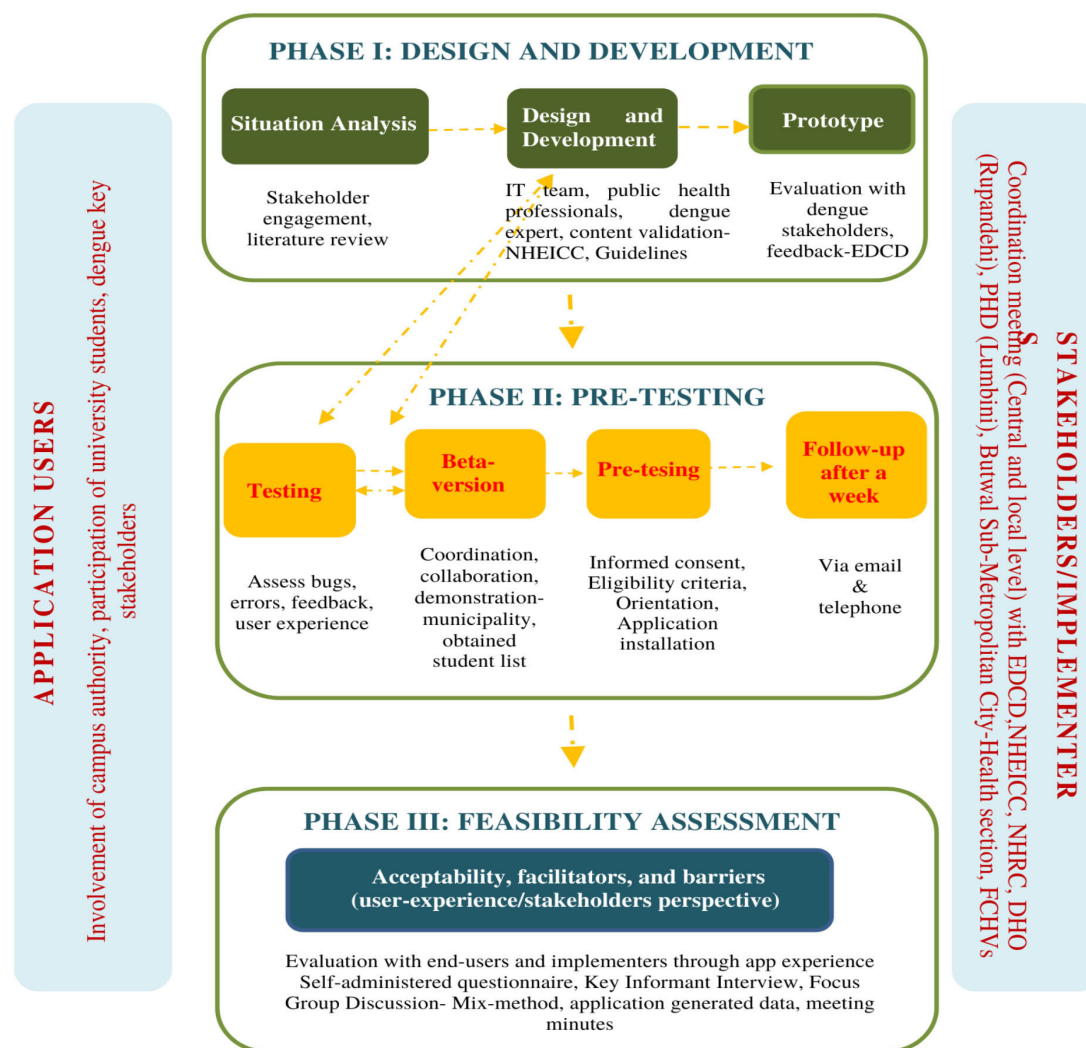 PHASE I: DESIGN AND DEVELOPMENT
Situation Analysis
Stakeholder
engagement,
literature review
Design and
Development
IT team, public health
professionals, dengue
expert, content validation-
NHEICC, Guidelines
Prototype
Evaluation with
dengue
stakeholders,
feedback-EDCD
PHASE II: PRE-TESTING
Testing
Assess bugs,
errors, feedback,
user experience
Beta-
version
Coordination,
collaboration,
demonstration-
municipality,
obtained
student list
Pre-tesing
Informed consent,
Eligibility criteria,
Orientation,
Application
installation
Follow-up
after a
week
Via email
&
telephone
PHASE III: FEASIBILITY ASSESSMENT
Acceptability, facilitators, and barriers
(user-experience/stakeholders perspective)
Evaluation with end-users and implementers through app experience
Self-administered questionnaire, Key Informant Interview, Focus
Group Discussion- Mix-method, application generated data, meeting
minutes
APPLICATION USERS
Involvement of campus authority, participation of university students, dengue key
stakeholders
STAKEHOLDERS/IMPLEMENTER
S
Coordination meeting (Central and local level) with EDCD,NHEICC, NHRC, DHO
(Rupandehi), PHD (Lumbini), Butwal Sub-Metropolitan City-Health section, FCHVs